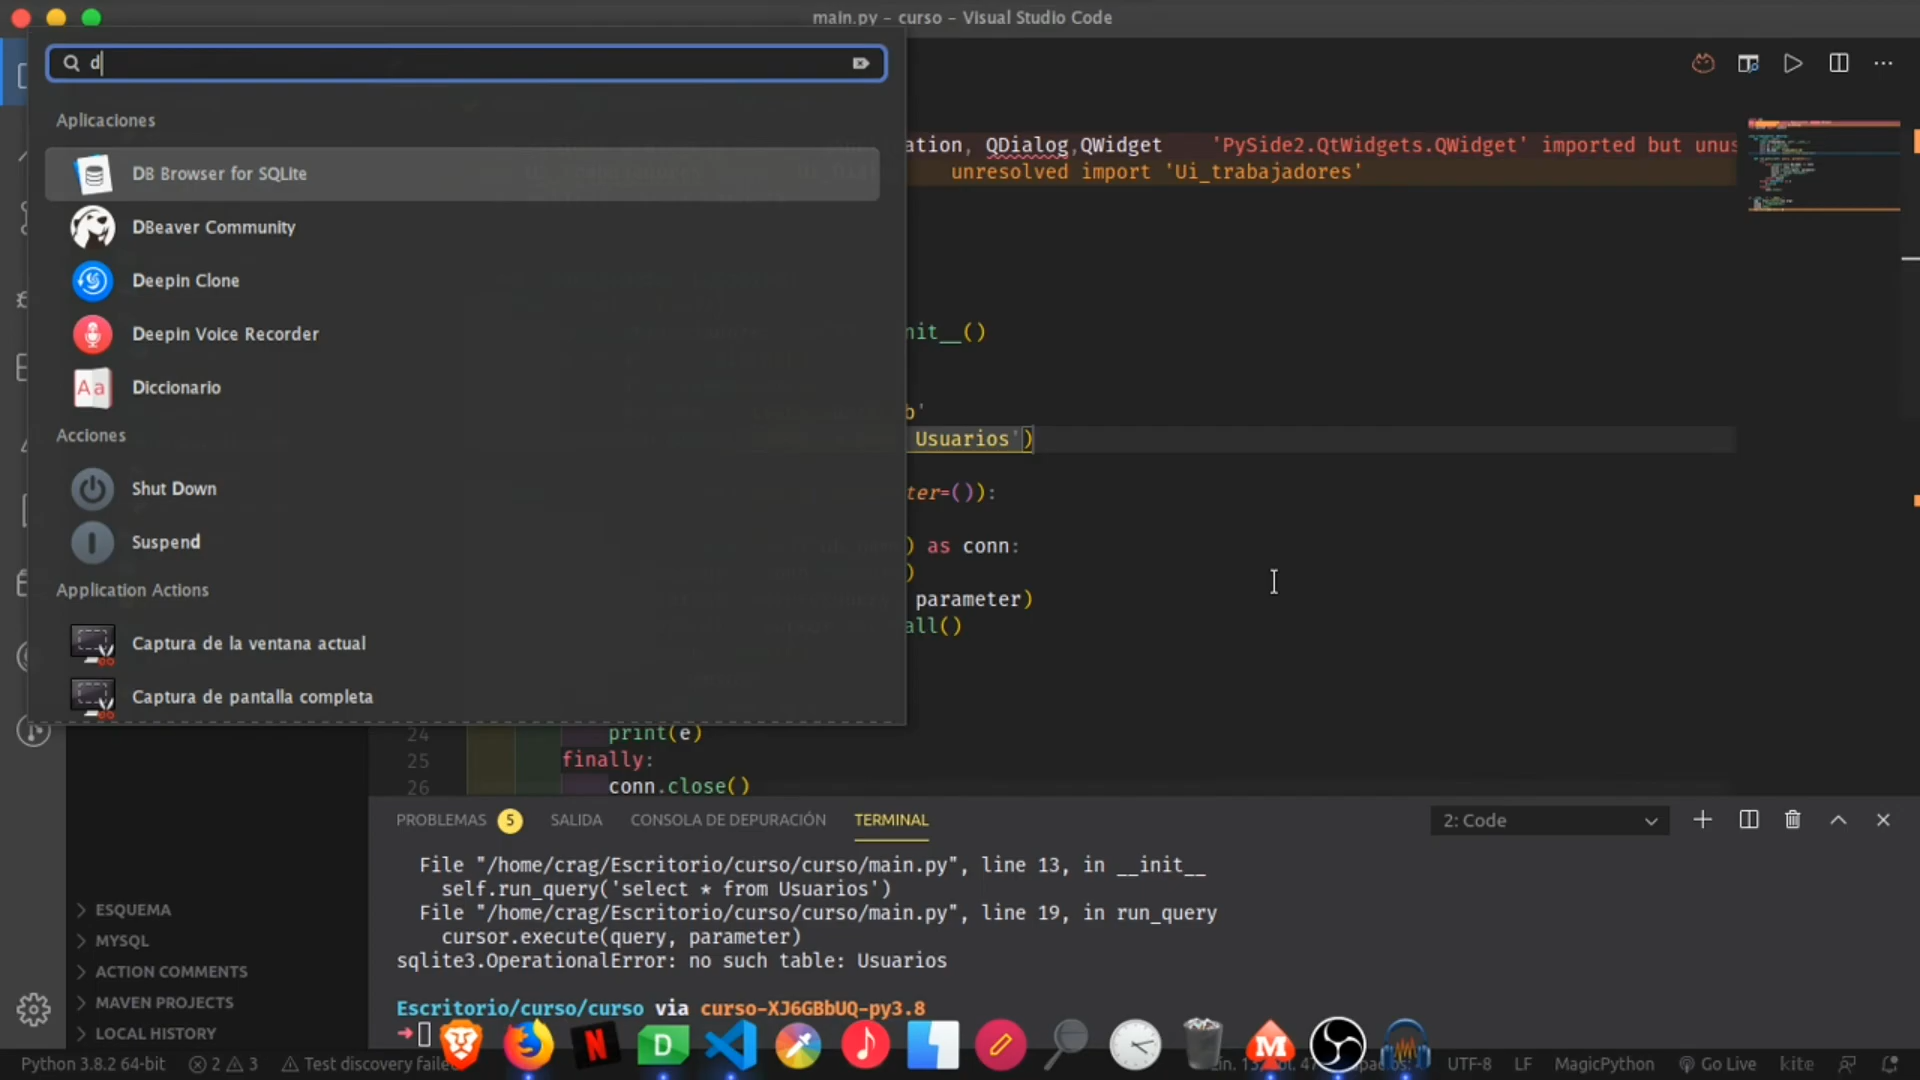 main.py - curso - Visual Studio Code
d
Aplicaciones
DB Browser for SQLite
DBeaver Community
Deepin Clone
Deepin Voice Recorder
Aa
Diccionario
Acciones
Shut Down
Suspend
Application Actions
Captura de la ventana actual
Captura de pantalla completa
ation, QDialog,QWidget 'PySide2.QtWidgets.QWidget' imported but unus
unresolved import 'Ui_trabajadores'
nit__()
b'
Usuarios')
ter=()):
) as conn:
)
parameter)
all()
24 print(e)
25 finally:
26 conn.close()
PROBLEMAS 5 SALIDA CONSOLA DE DEPURACIÓN TERMINAL 2: Code
File "/home/crag/Escritorio/curso/curso/main.py", line 13, in __init__
self.run_query('select * from Usuarios')
File "/home/crag/Escritorio/curso/curso/main.py", line 19, in run_query
cursor.execute(query, parameter)
sqlite3.OperationalError: no such table: Usuarios
Escritorio/curso/curso via curso-XJ6GBbUQ-py3.8
ESQUEMA
MYSQL
ACTION COMMENTS
MAVEN PROJECTS
LOCAL HISTORY
N D M
Python 3.8.2 64-bit 2 3 Test discovery faile UTF-8 LF MagicPython Go Live kite